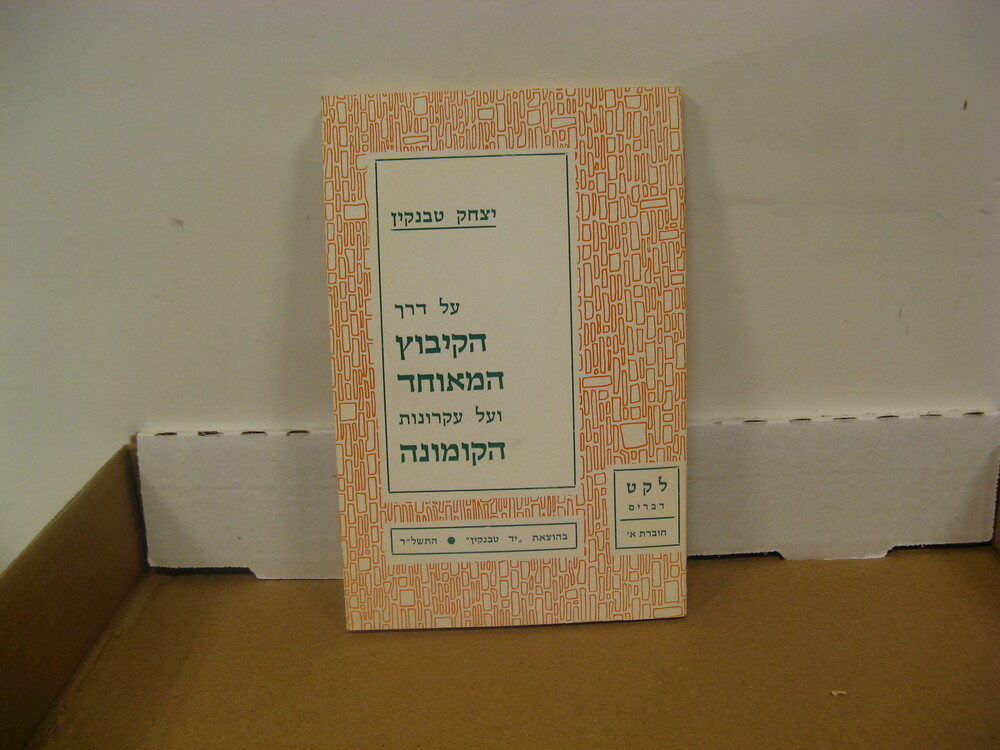 יצחק טבנקין
על דרך
הקיבוץ
המאוחד
ועל עקרונות
הקומונה
לקט
דברים
חוברת א'
בהוצאת „יד טבנקין" ● התשל"ד